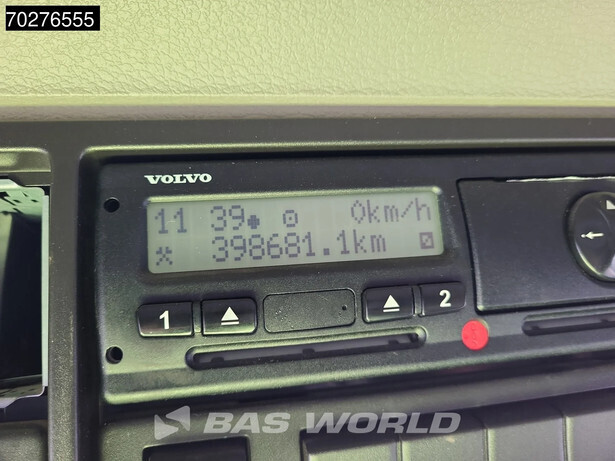 70276555
VOLVO
11 39 0km/h
398681.1km
1 2
BAS WORLD